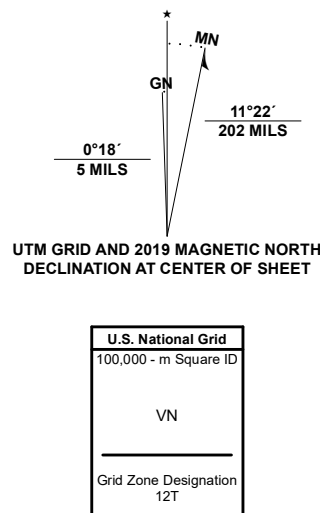 ★
MN
GN
11°22´
202 MILS
0°18´
5 MILS
UTM GRID AND 2019 MAGNETIC NORTH
DECLINATION AT CENTER OF SHEET
U.S. National Grid
100,000 - m Square ID
VN
Grid Zone Designation
12T